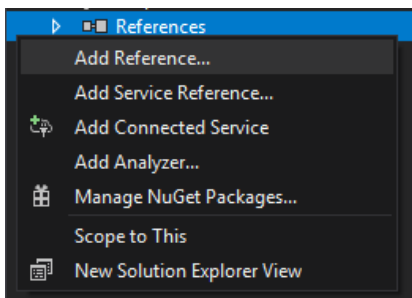 References
Add Reference...
Add Service Reference...
Add Connected Service
Add Analyzer...
Manage NuGet Packages...
Scope to This
New Solution Explorer View